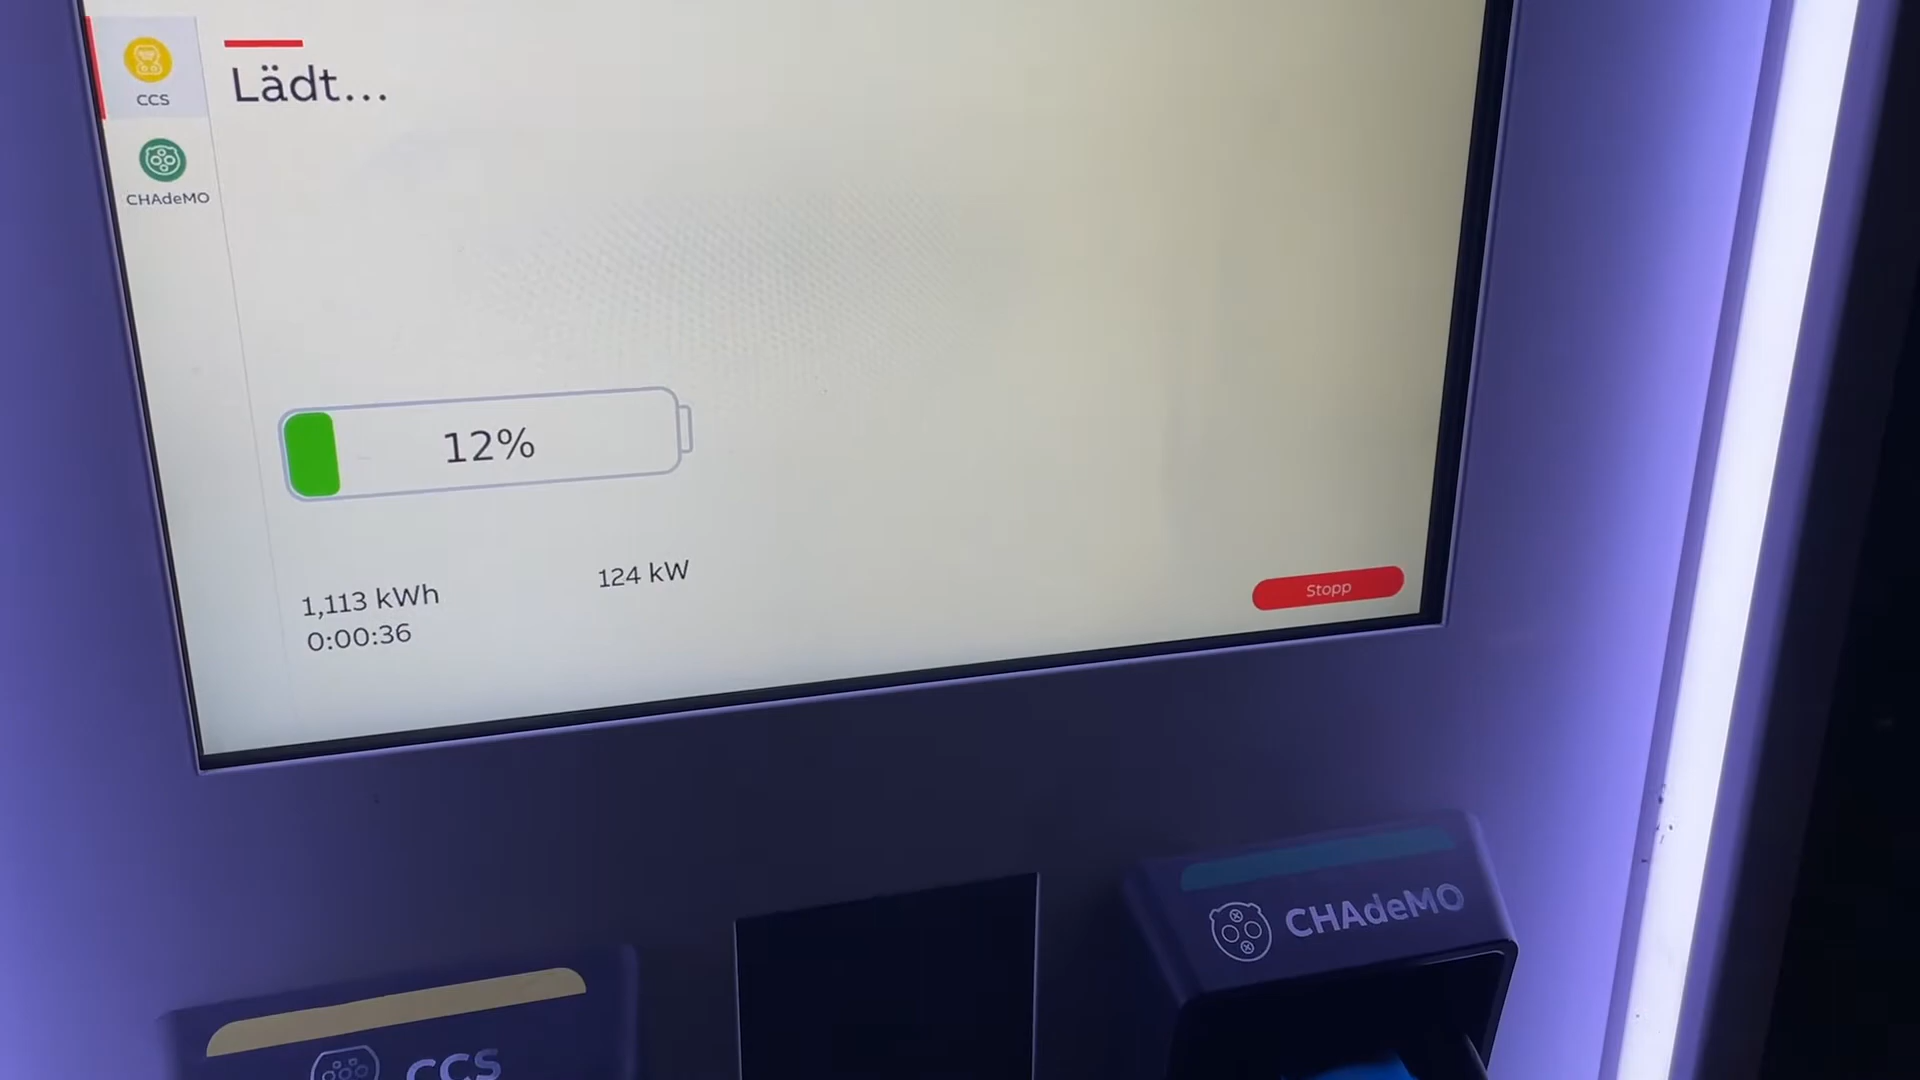 CCS
CHAdeMO
Lädt...
12%
1,113 kWh
124 kW
0:00:36
Stopp
CHAdeMO
CCS